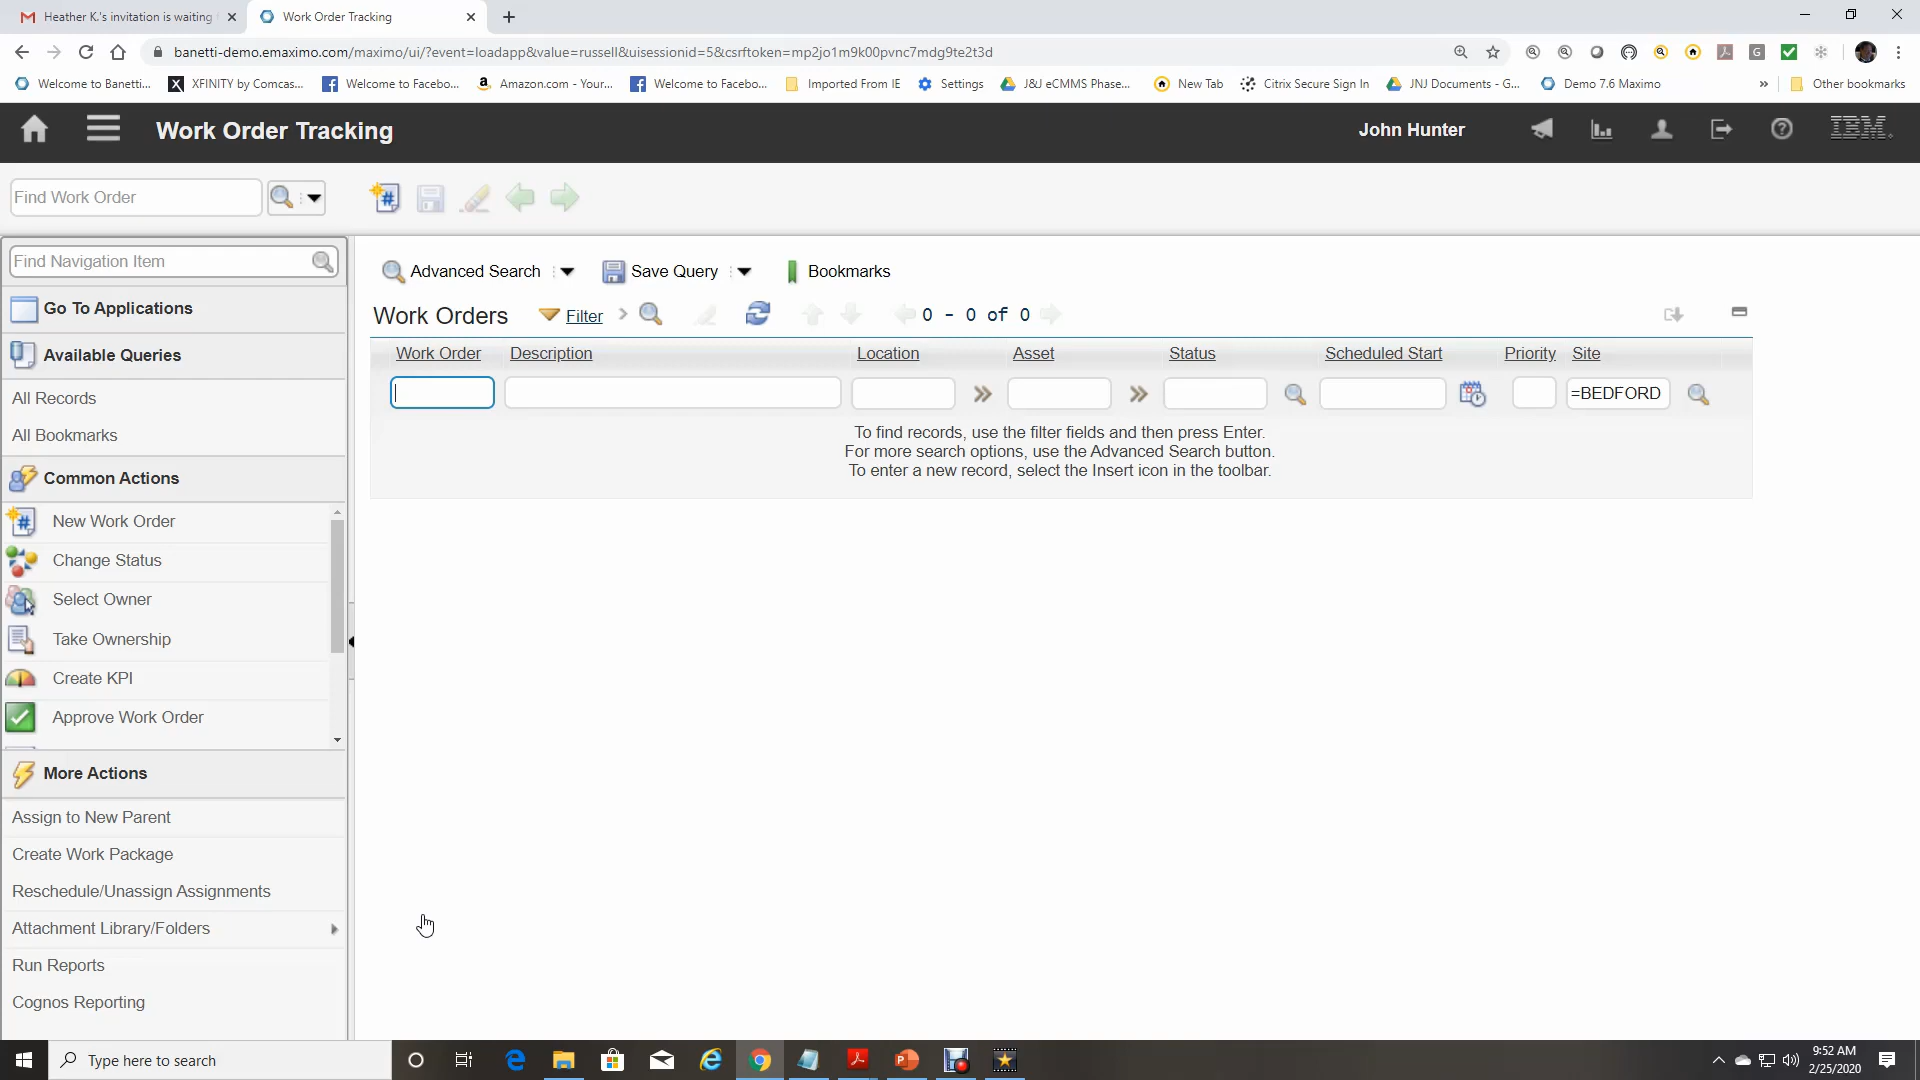 Heather K.'s invitation is waiting
Work Order Tracking
banetti-demo.emaximo.com/maximo/ui/?event=loadapp&value=russell&uisessionid=5&csrftoken=mp2jo1m9k00pvnc7mdg9te2t3d
Welcome to Banetti...
XFINITY by Comcas...
Welcome to Facebo...
Amazon.com - Your...
Welcome to Facebo...
Imported From IE
Settings
J&J eCMMS Phase...
New Tab
Citrix Secure Sign In
JNJ Documents - G...
Demo 7.6 Maximo
»
Other bookmarks
Work Order Tracking
John Hunter
IBM
Find Work Order
Find Navigation Item
Go To Applications
Available Queries
All Records
All Bookmarks
Common Actions
New Work Order
Change Status
Select Owner
Take Ownership
Create KPI
Approve Work Order
More Actions
Assign to New Parent
Create Work Package
Reschedule/Unassign Assignments
Attachment Library/Folders
Run Reports
Cognos Reporting
Advanced Search
Save Query
Bookmarks
Work Orders
Filter
0 - 0 of 0
Work Order Description Location Asset Status Scheduled Start Priority Site
=BEDFORD
To find records, use the filter fields and then press Enter.
For more search options, use the Advanced Search button.
To enter a new record, select the Insert icon in the toolbar.
Type here to search
9:52 AM
2/25/2020